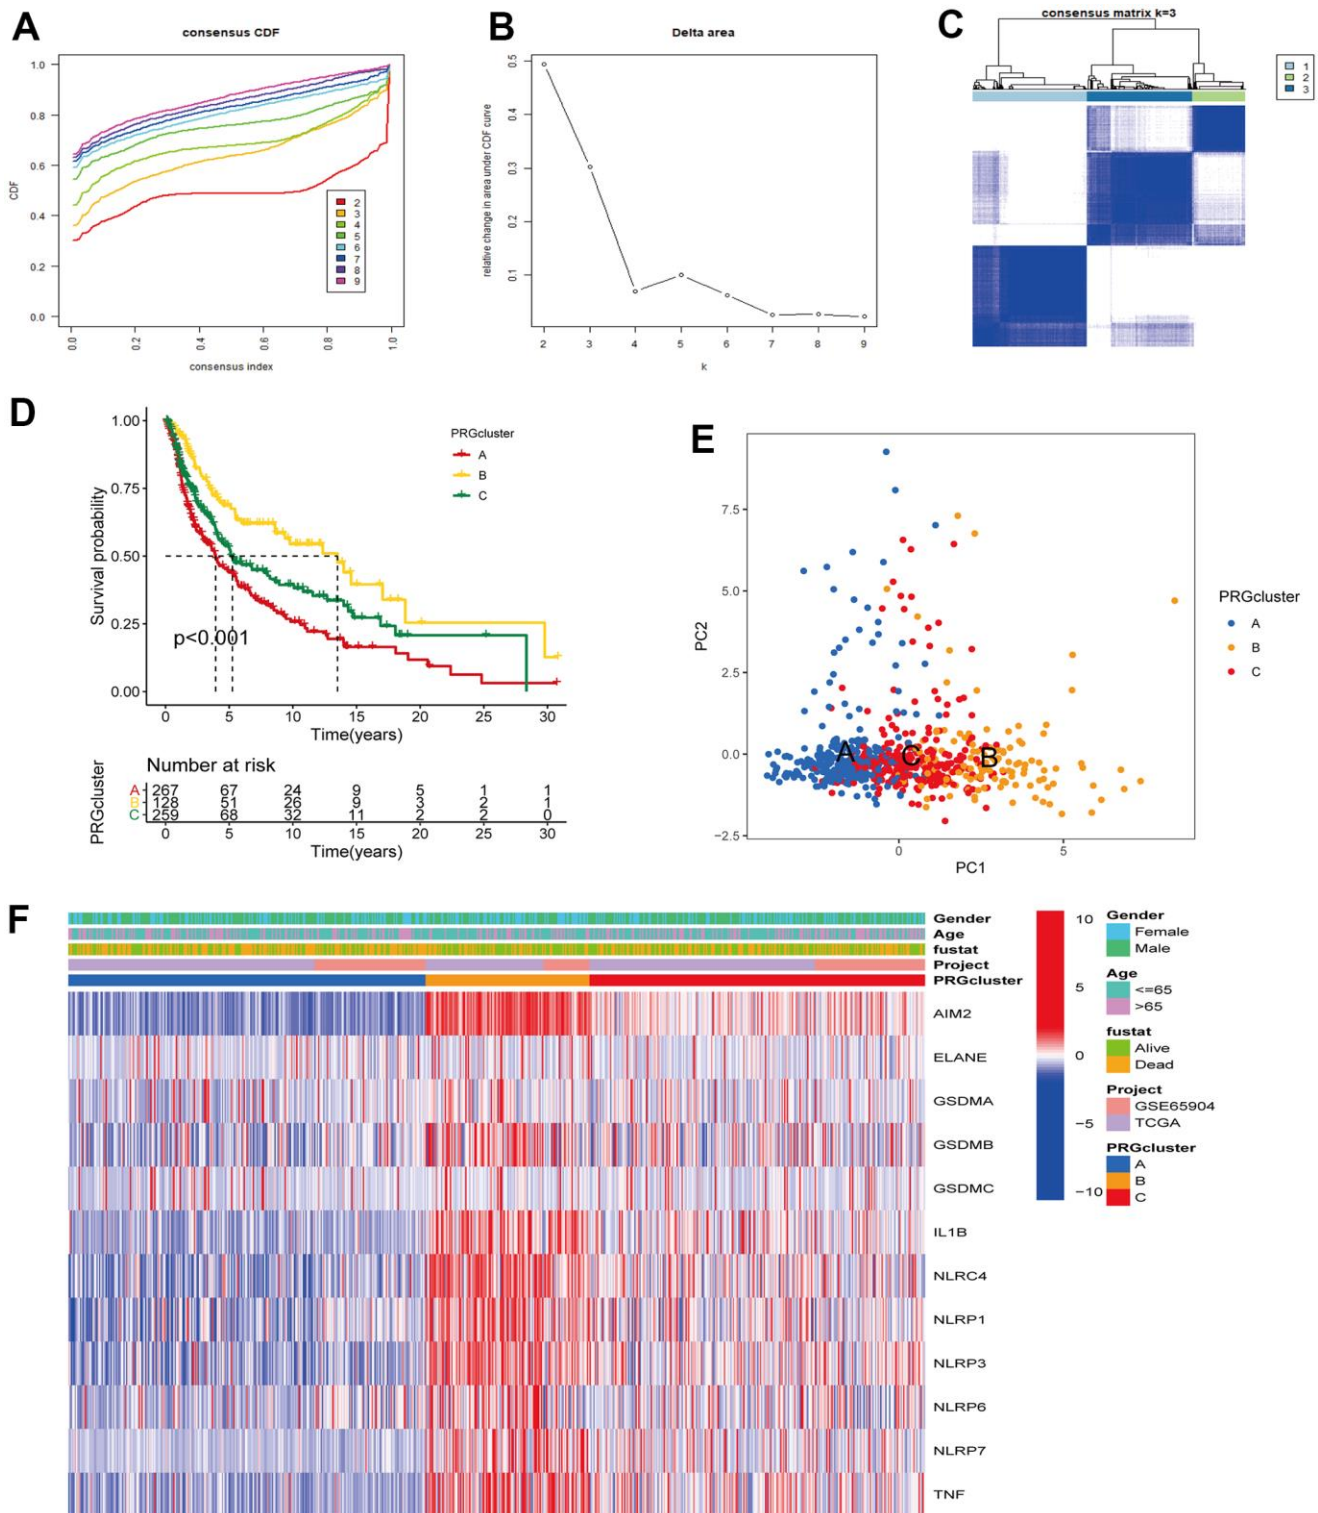 A
consensus CDF
CDF
1.0
0.8
0.6
0.4
0.2
0.0
0.0
0.2
0.4
0.6
0.8
1.0
consensus index
2
3
4
5
6
7
8
9
B
Delta area
relative change in area under CDF curve
0.5
0.4
0.3
0.2
0.1
2 3 4 5 6 7 8 9
k
C
consensus matrix k=3
1
2
3
D
Survival probability
1.00
0.75
0.50
0.25
0.00
p<0.001
0 5 10 15 20 25 30
Time(years)
PRGcluster
A
B
C
Number at risk
PRGcluster
A 267 67 24 9 5 1 1
B 128 51 26 9 3 2 1
C 259 68 32 11 2 2 0
0 5 10 15 20 25 30
Time(years)
E
PC2
7.5
5.0
2.5
0.0
−2.5
A
C
B
0 5
PC1
PRGcluster
A
B
C
F
Gender
Age
fustat
Project
PRGcluster
AIM2
ELANE
GSDMA
GSDMB
GSDMC
IL1B
NLRC4
NLRP1
NLRP3
NLRP6
NLRP7
TNF
10
5
0
−5
−10
Gender
Female
Male
Age
<=65
>65
fustat
Alive
Dead
Project
GSE65904
TCGA
PRGcluster
A
B
C